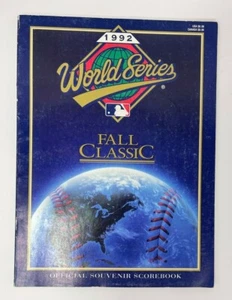 1992
World Series
®
FALL
CLASSIC
OFFICIAL SOUVENIR SCOREBOOK